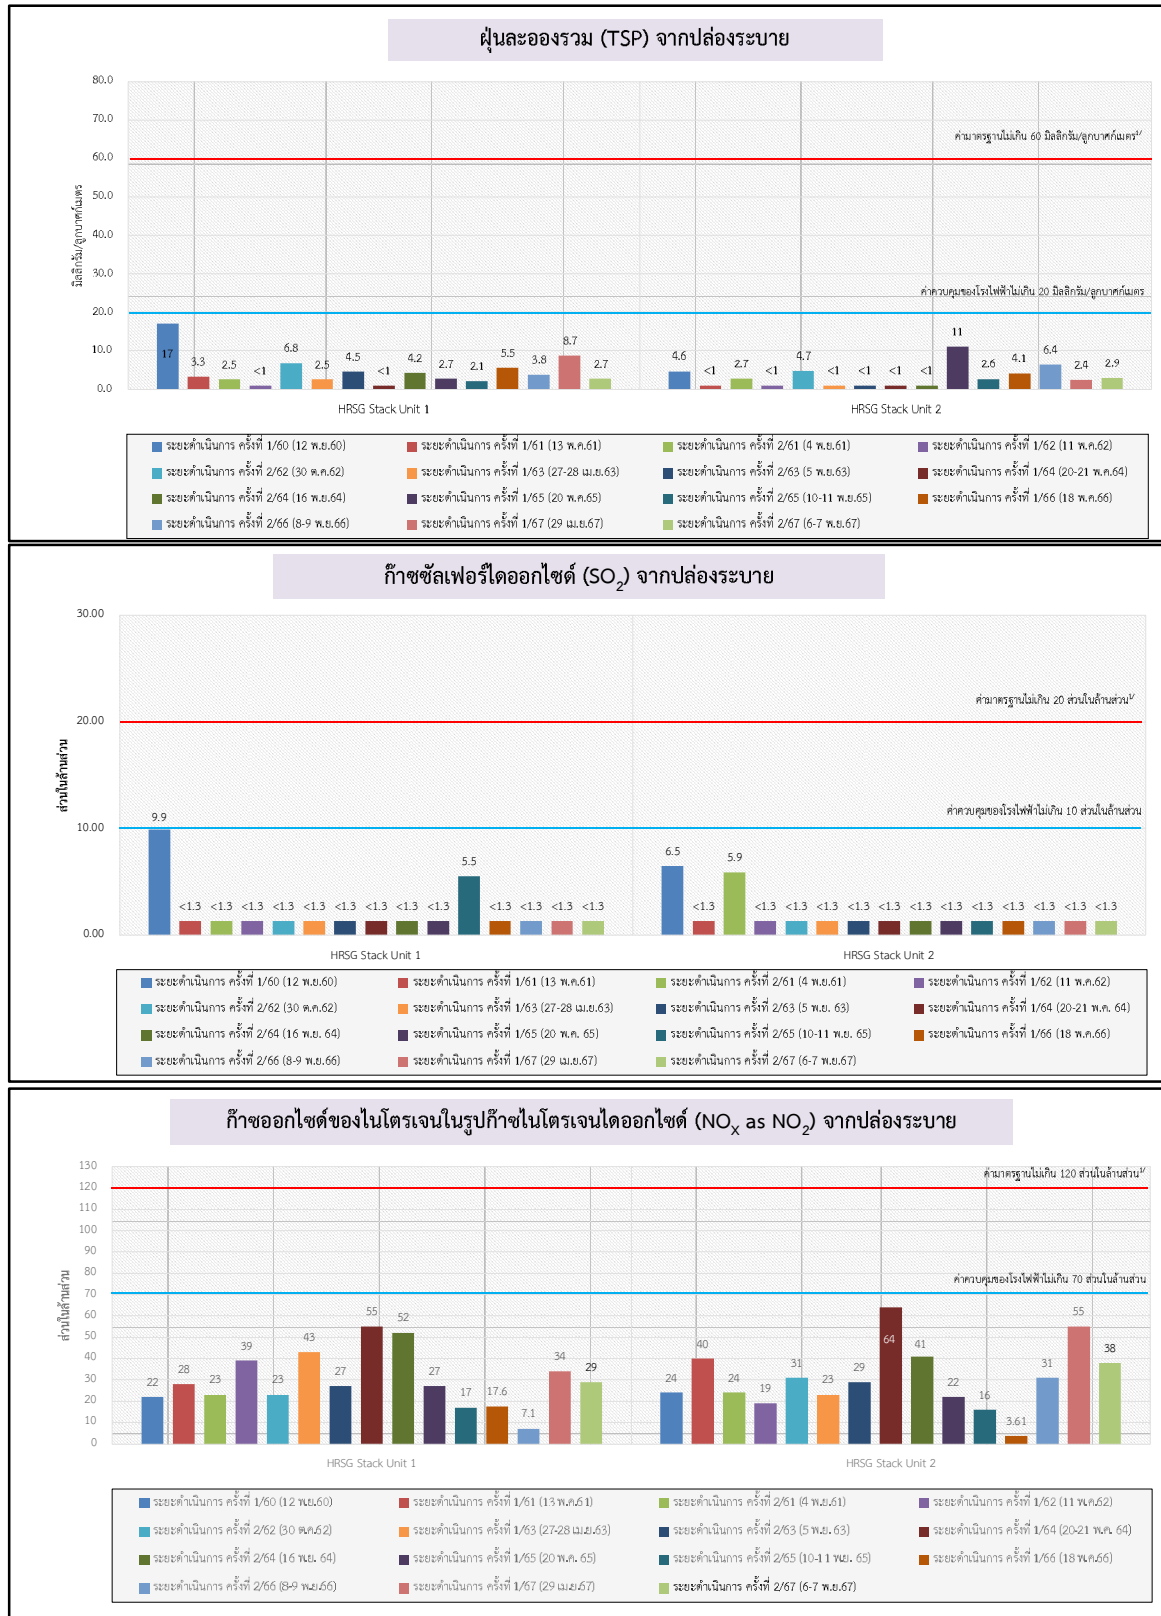 ฝุ่นละอองรวม (TSP) จากปล่องระบาย
80.0
70.0
60.0
50.0
40.0
30.0
20.0
10.0
0.0
มิลลิกรัม/ลูกบาศก์เมตร
ค่ามาตรฐานไม่เกิน 60 มิลลิกรัม/ลูกบาศก์เมตร1/
ค่าควบคุมของโรงไฟฟ้าไม่เกิน 20 มิลลิกรัม/ลูกบาศก์เมตร
17 3.3 2.5 <1 6.8 2.5 4.5 <1 4.2 2.7 2.1 5.5 3.8 8.7 2.7
4.6 <1 2.7 <1 4.7 <1 <1 <1 <1 11 2.6 4.1 6.4 2.4 2.9
HRSG Stack Unit 1 HRSG Stack Unit 2
ระยะดำเนินการ ครั้งที่ 1/60 (12 พ.ย.60) ระยะดำเนินการ ครั้งที่ 1/61 (13 พ.ค.61) ระยะดำเนินการ ครั้งที่ 2/61 (4 พ.ย.61) ระยะดำเนินการ ครั้งที่ 1/62 (11 พ.ค.62)
ระยะดำเนินการ ครั้งที่ 2/62 (30 ต.ค.62) ระยะดำเนินการ ครั้งที่ 1/63 (27-28 เม.ย.63) ระยะดำเนินการ ครั้งที่ 2/63 (5 พ.ย.63) ระยะดำเนินการ ครั้งที่ 1/64 (20-21 พ.ค.64)
ระยะดำเนินการ ครั้งที่ 2/64 (16 พ.ย.64) ระยะดำเนินการ ครั้งที่ 1/65 (20 พ.ค.65) ระยะดำเนินการ ครั้งที่ 2/65 (10-11 พ.ย.65) ระยะดำเนินการ ครั้งที่ 1/66 (18 พ.ค.66)
ระยะดำเนินการ ครั้งที่ 2/66 (8-9 พ.ย.66) ระยะดำเนินการ ครั้งที่ 1/67 (29 เม.ย.67) ระยะดำเนินการ ครั้งที่ 2/67 (6-7 พ.ย.67)
ก๊าซซัลเฟอร์ไดออกไซด์ (SO2) จากปล่องระบาย
30.00
20.00
10.00
0.00
ส่วนในล้านส่วน
ค่ามาตรฐานไม่เกิน 20 ส่วนในล้านส่วน1/
ค่าควบคุมของโรงไฟฟ้าไม่เกิน 10 ส่วนในล้านส่วน
9.9 <1.3 <1.3 <1.3 <1.3 <1.3 <1.3 <1.3 <1.3 <1.3 5.5 <1.3 <1.3 <1.3 <1.3
6.5 <1.3 5.9 <1.3 <1.3 <1.3 <1.3 <1.3 <1.3 <1.3 <1.3 <1.3 <1.3 <1.3 <1.3
HRSG Stack Unit 1 HRSG Stack Unit 2
ระยะดำเนินการ ครั้งที่ 1/60 (12 พ.ย.60) ระยะดำเนินการ ครั้งที่ 1/61 (13 พ.ค.61) ระยะดำเนินการ ครั้งที่ 2/61 (4 พ.ย.61) ระยะดำเนินการ ครั้งที่ 1/62 (11 พ.ค.62)
ระยะดำเนินการ ครั้งที่ 2/62 (30 ต.ค.62) ระยะดำเนินการ ครั้งที่ 1/63 (27-28 เม.ย.63) ระยะดำเนินการ ครั้งที่ 2/63 (5 พ.ย. 63) ระยะดำเนินการ ครั้งที่ 1/64 (20-21 พ.ค. 64)
ระยะดำเนินการ ครั้งที่ 2/64 (16 พ.ย. 64) ระยะดำเนินการ ครั้งที่ 1/65 (20 พ.ค. 65) ระยะดำเนินการ ครั้งที่ 2/65 (10-11 พ.ย. 65) ระยะดำเนินการ ครั้งที่ 1/66 (18 พ.ค.66)
ระยะดำเนินการ ครั้งที่ 2/66 (8-9 พ.ย.66) ระยะดำเนินการ ครั้งที่ 1/67 (29 เม.ย.67) ระยะดำเนินการ ครั้งที่ 2/67 (6-7 พ.ย.67)
ก๊าซออกไซด์ของไนโตรเจนในรูปก๊าซไนโตรเจนไดออกไซด์ (NOX as NO2) จากปล่องระบาย
130
120
110
100
90
80
70
60
50
40
30
20
10
0
ส่วนในล้านส่วน
ค่ามาตรฐานไม่เกิน 120 ส่วนในล้านส่วน1/
ค่าควบคุมของโรงไฟฟ้าไม่เกิน 70 ส่วนในล้านส่วน
22 28 23 39 23 43 27 55 52 27 17 17.6 7.1 34 29
24 40 24 19 31 23 29 64 41 22 16 3.61 31 55 38
HRSG Stack Unit 1 HRSG Stack Unit 2
ระยะดำเนินการ ครั้งที่ 1/60 (12 พ.ย.60) ระยะดำเนินการ ครั้งที่ 1/61 (13 พ.ค.61) ระยะดำเนินการ ครั้งที่ 2/61 (4 พ.ย.61) ระยะดำเนินการ ครั้งที่ 1/62 (11 พ.ค.62)
ระยะดำเนินการ ครั้งที่ 2/62 (30 ต.ค.62) ระยะดำเนินการ ครั้งที่ 1/63 (27-28 เม.ย.63) ระยะดำเนินการ ครั้งที่ 2/63 (5 พ.ย. 63) ระยะดำเนินการ ครั้งที่ 1/64 (20-21 พ.ค. 64)
ระยะดำเนินการ ครั้งที่ 2/64 (16 พ.ย. 64) ระยะดำเนินการ ครั้งที่ 1/65 (20 พ.ค. 65) ระยะดำเนินการ ครั้งที่ 2/65 (10-11 พ.ย. 65) ระยะดำเนินการ ครั้งที่ 1/66 (18 พ.ค.66)
ระยะดำเนินการ ครั้งที่ 2/66 (8-9 พ.ย.66) ระยะดำเนินการ ครั้งที่ 1/67 (29 เม.ย.67) ระยะดำเนินการ ครั้งที่ 2/67 (6-7 พ.ย.67)